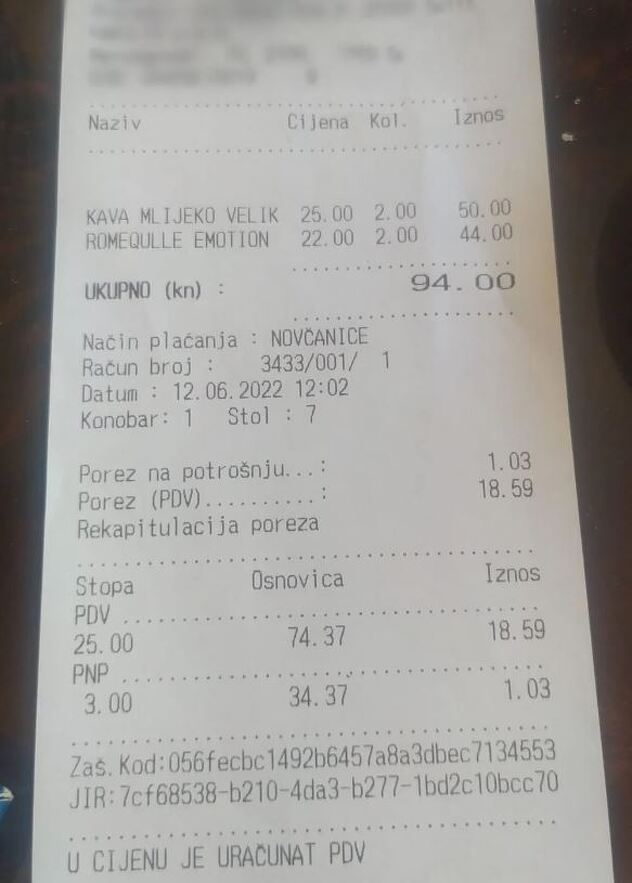 Naziv Cijena Kol. Iznos
KAVA MLIJEKO VELIK 25.00 2.00 50.00
ROMEQULLE EMOTION 22.00 2.00 44.00
UKUPNO (kn) : 94.00
Način plaćanja : NOVČANICE
Račun broj : 3433/001/ 1
Datum : 12.06.2022 12:02
Konobar: 1 Stol : 7
Porez na potrošnju...: 1.03
Porez (PDV)..........: 18.59
Rekapitulacija poreza
Stopa Osnovica Iznos
PDV
25.00 74.37 18.59
PNP
3.00 34.37 1.03
Zaš.Kod:056fecbc1492b6457a8a3dbec7134553
JIR:7cf68538-b210-4da3-b277-1bd2c10bcc70
U CIJENU JE URAČUNAT PDV